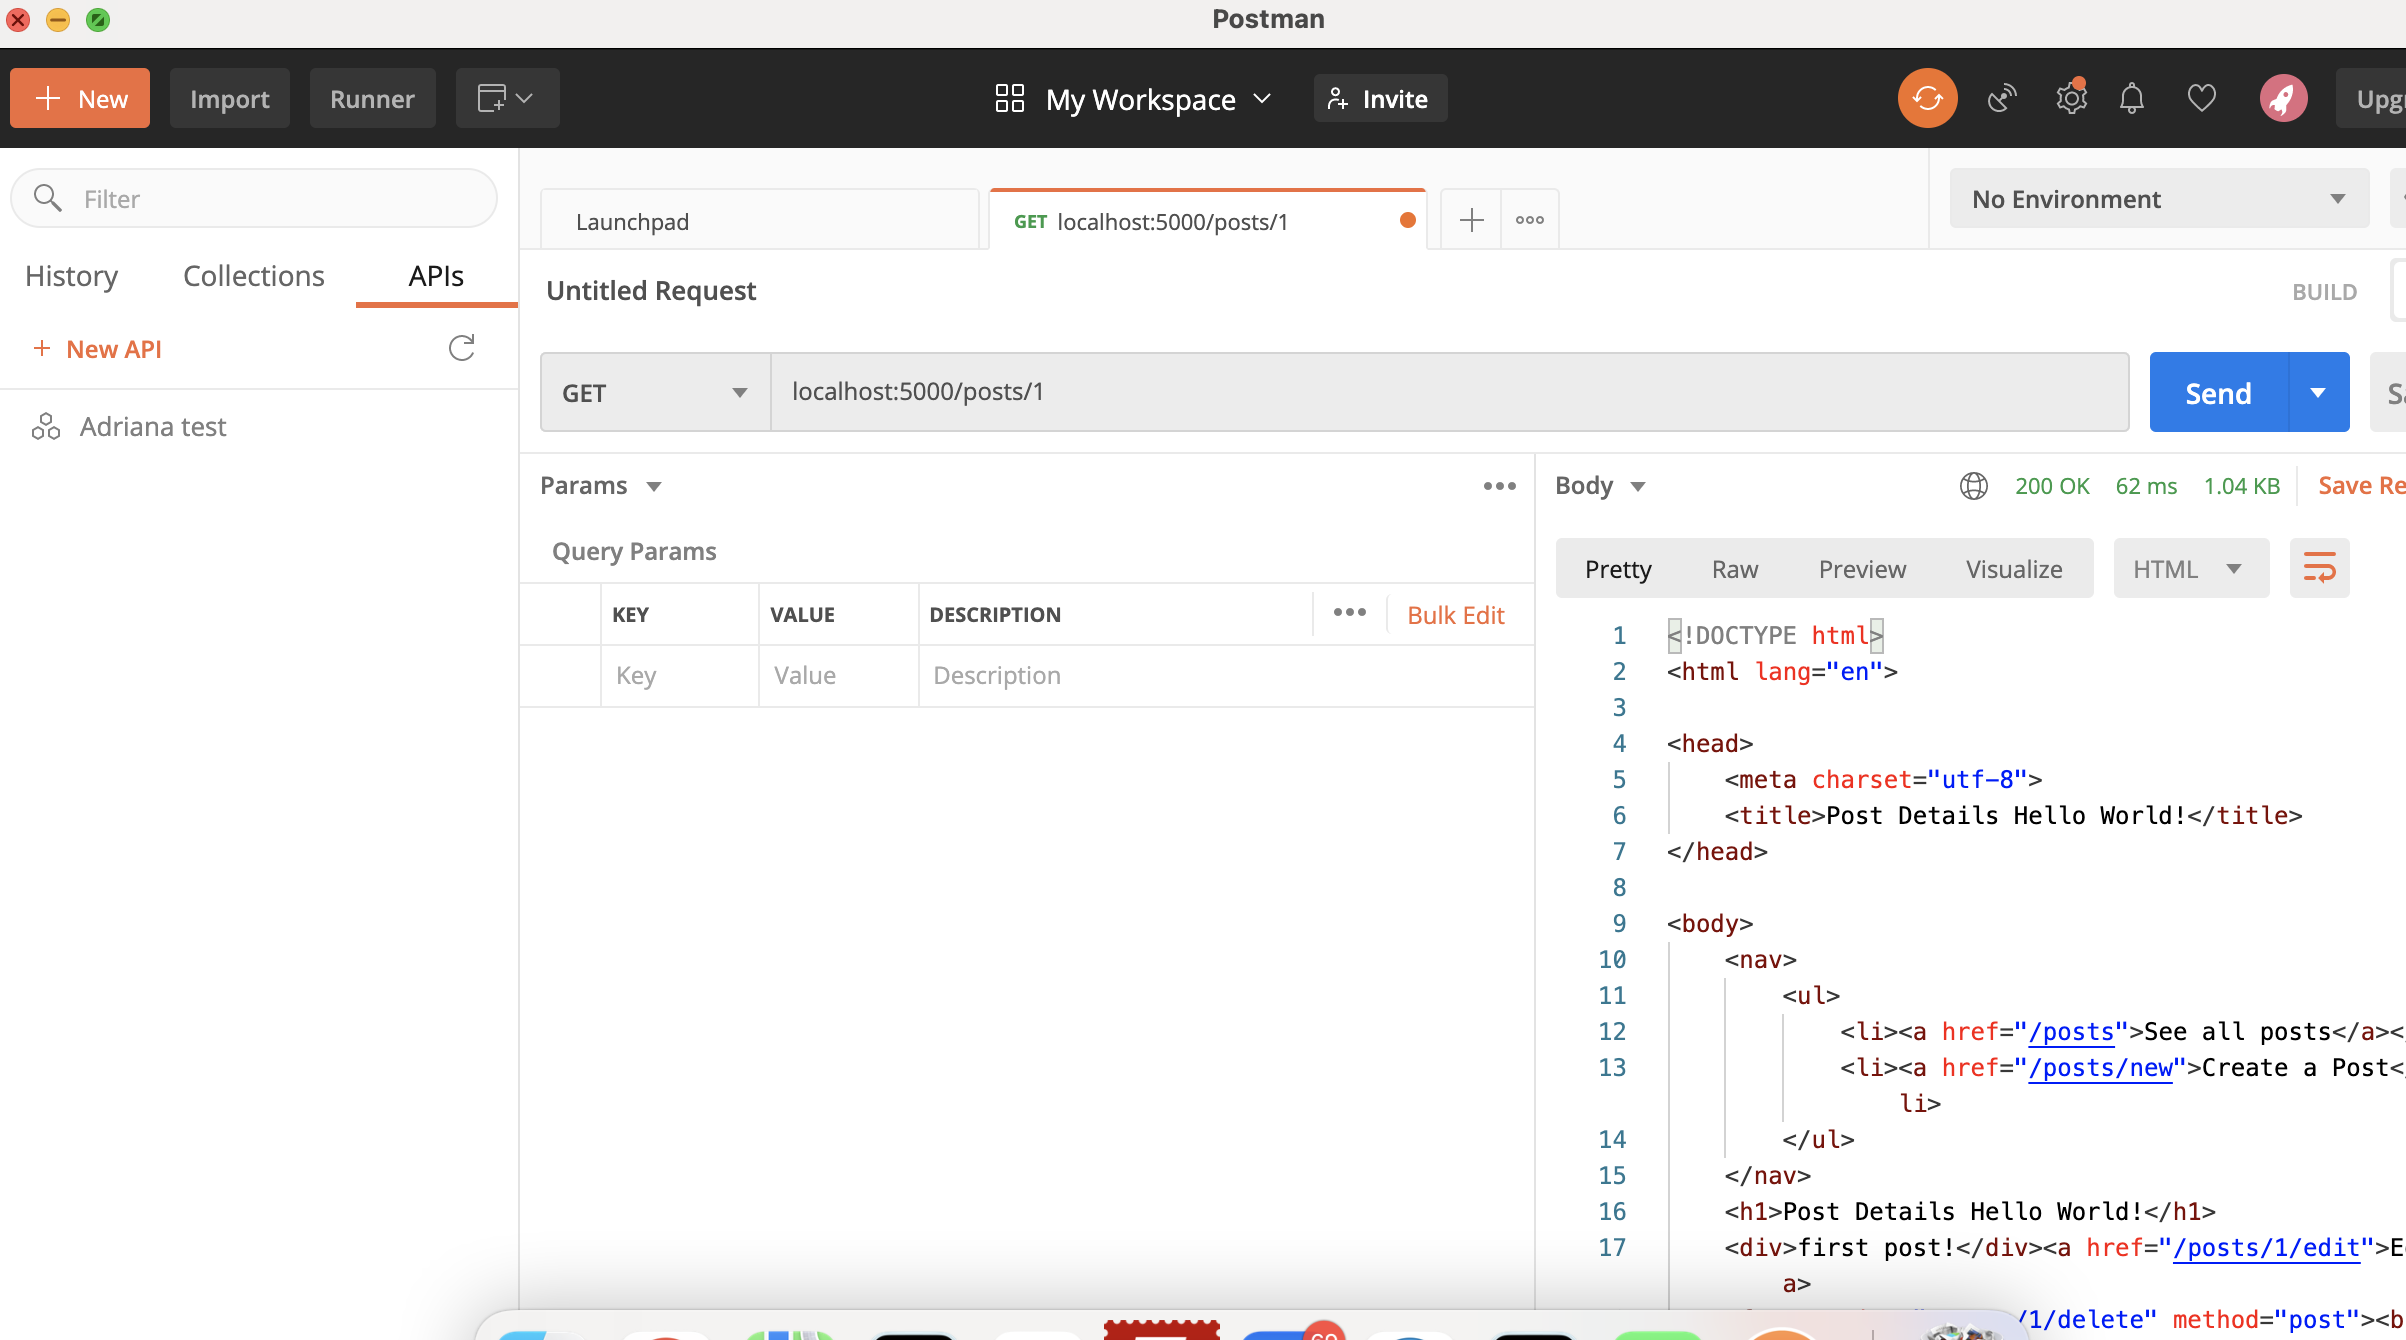 Postman
New Import Runner My Workspace Invite
Filter
Launchpad GET localhost:5000/posts/1 No Environment
History Collections APIs
Untitled Request BUILD
+ New API
GET localhost:5000/posts/1 Send
Adriana test
Params Body 200 OK 62 ms 1.04 KB Save
Query Params
Pretty Raw Preview Visualize HTML
KEY VALUE DESCRIPTION Bulk Edit
Key Value Description
1 <!DOCTYPE html>
2 <html lang="en">
3
4 <head>
5 <meta charset="utf-8">
6 <title>Post Details Hello World!</title>
7 </head>
8
9 <body>
10 <nav>
11 <ul>
12 <li><a href="/posts">See all posts</a><
13 <li><a href="/posts/new">Create a Post<
li>
14 </ul>
15 </nav>
16 <h1>Post Details Hello World!</h1>
17 <div>first post!</div><a href="/posts/1/edit">
a>
/1/delete" method="post"><b